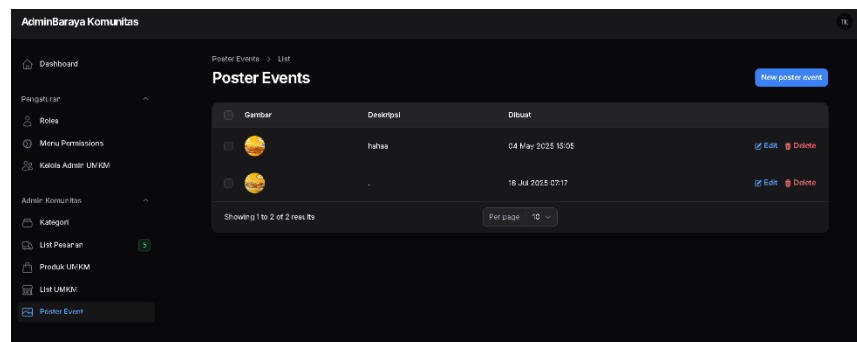 AdminBaraya Komunitas
TK
Dashboard
Pengaturan
Roles
Menu Permissions
Kelola Admin UMKM
Admin Komunitas
Kategori
List Pesanan 5
Produk UMKM
List UMKM
Poster Event
Poster Events > List
Poster Events
New poster event
Gambar Deskripsi Dibuat
hahaa 04 May 2025 15:05 Edit Delete
. 18 Jul 2025 07:17 Edit Delete
Showing 1 to 2 of 2 results
Per page 10